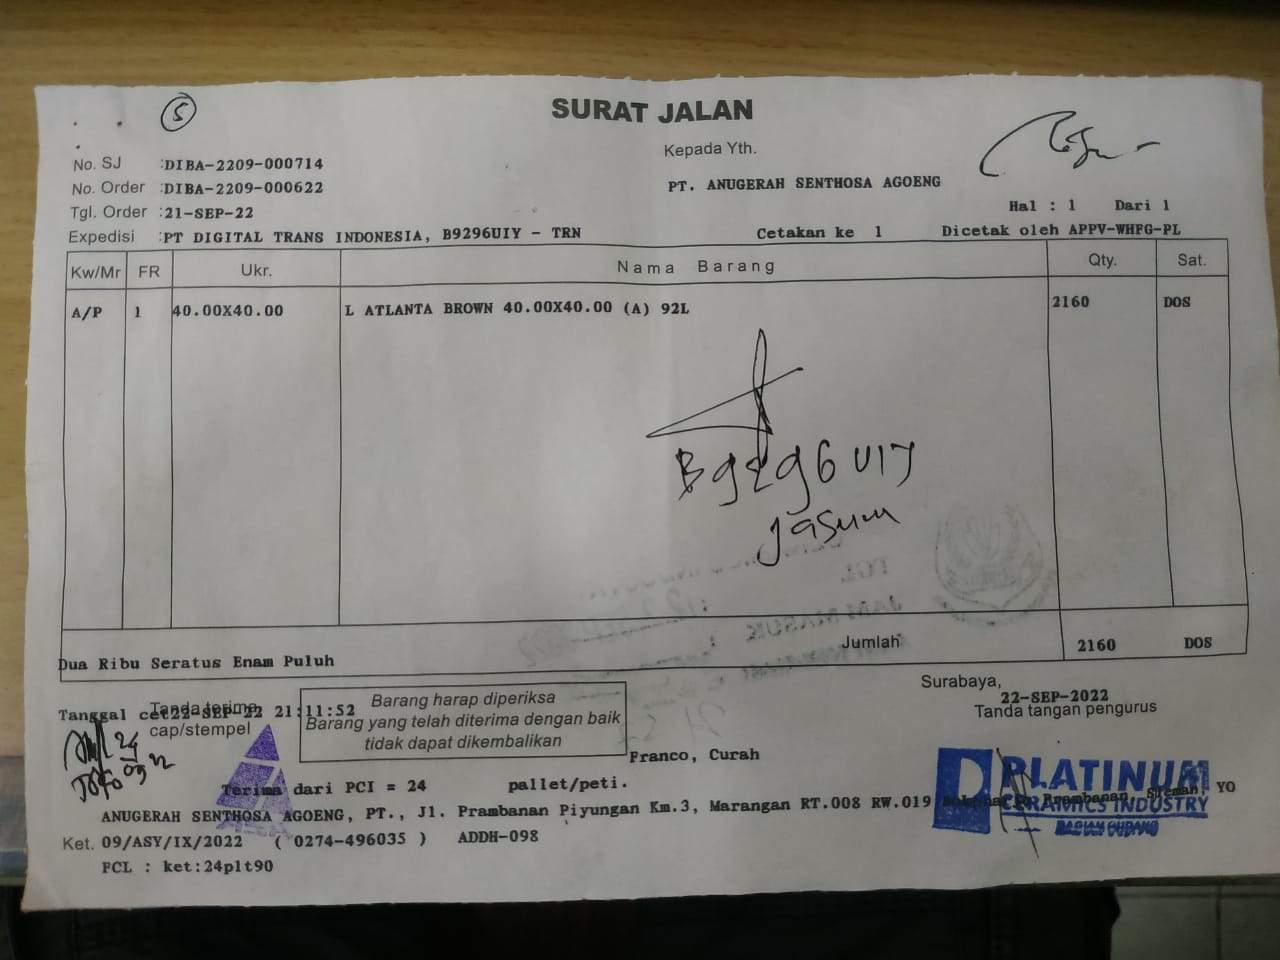 5
SURAT JALAN
Kepada Yth.
No. SJ :DIBA-2209-000714
No. Order :DIBA-2209-000622
PT. ANUGERAH SENTHOSA AGOENG
Tgl. Order :21-SEP-22
Hal : 1 Dari 1
Expedisi :PT DIGITAL TRANS INDONESIA, B9296UIY - TRN
Cetakan ke 1 Dicetak oleh APPV-WHFG-PL
Kw/Mr FR Ukr. Nama Barang Qty. Sat.
A/P 1 40.00X40.00 L ATLANTA BROWN 40.00X40.00 (A) 92L 2160 DOS
B9296UIY
Jasum
TGL.
JAM MASUK :
Jumlah 2160 DOS
Dua Ribu Seratus Enam Puluh
Surabaya,
22-SEP-2022
Tanda tangan pengurus
Tanda terima
Tanggal cet22-SEP-22 21:11:52
cap/stempel
Barang harap diperiksa
Barang yang telah diterima dengan baik
tidak dapat dikembalikan
24
09 22
Franco, Curah
Terima dari PCI = 24 pallet/peti.
PLATINUM
CERAMICS INDUSTRY
BAGIAN GUDANG
ANUGERAH SENTHOSA AGOENG, PT., Jl. Prambanan Piyungan Km.3, Marangan RT.008 RW.019 Prambanan, Sleman, YO
Ket. 09/ASY/IX/2022 ( 0274-496035 ) ADDH-098
FCL : ket:24plt90